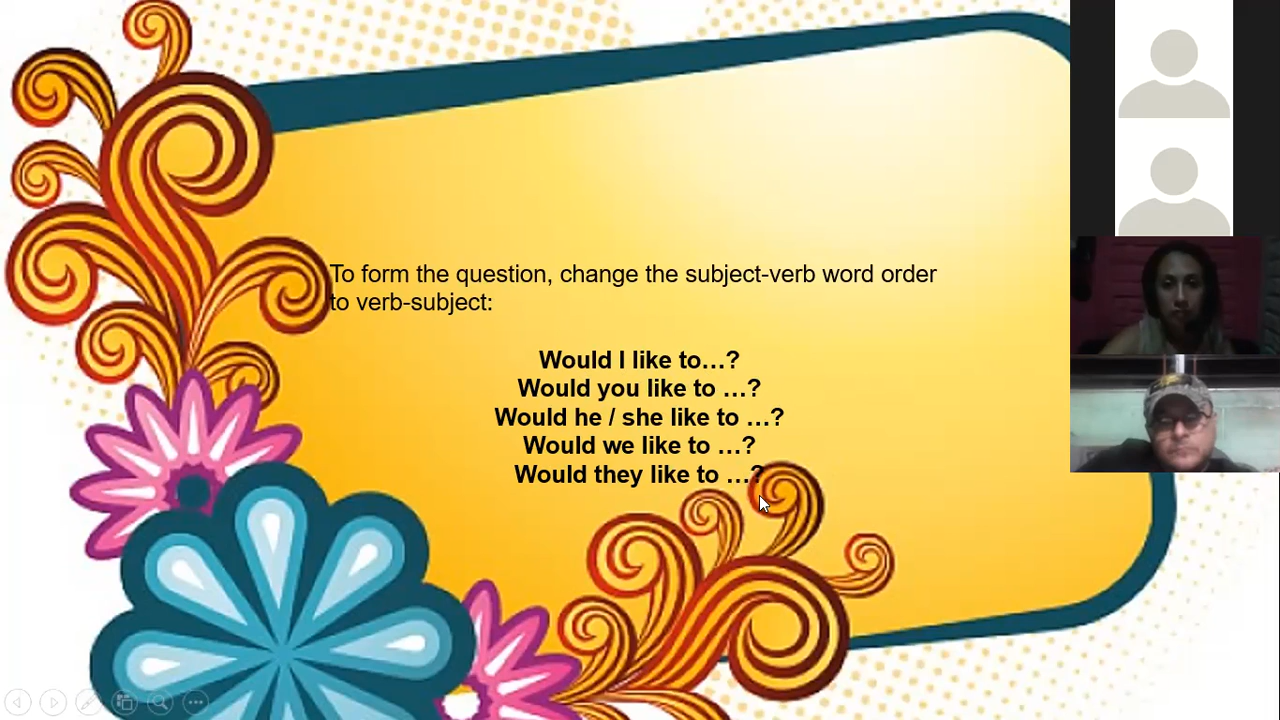 To form the question, change the subject-verb word order
to verb-subject:
Would I like to…?
Would you like to …?
Would he / she like to …?
Would we like to …?
Would they like to …?